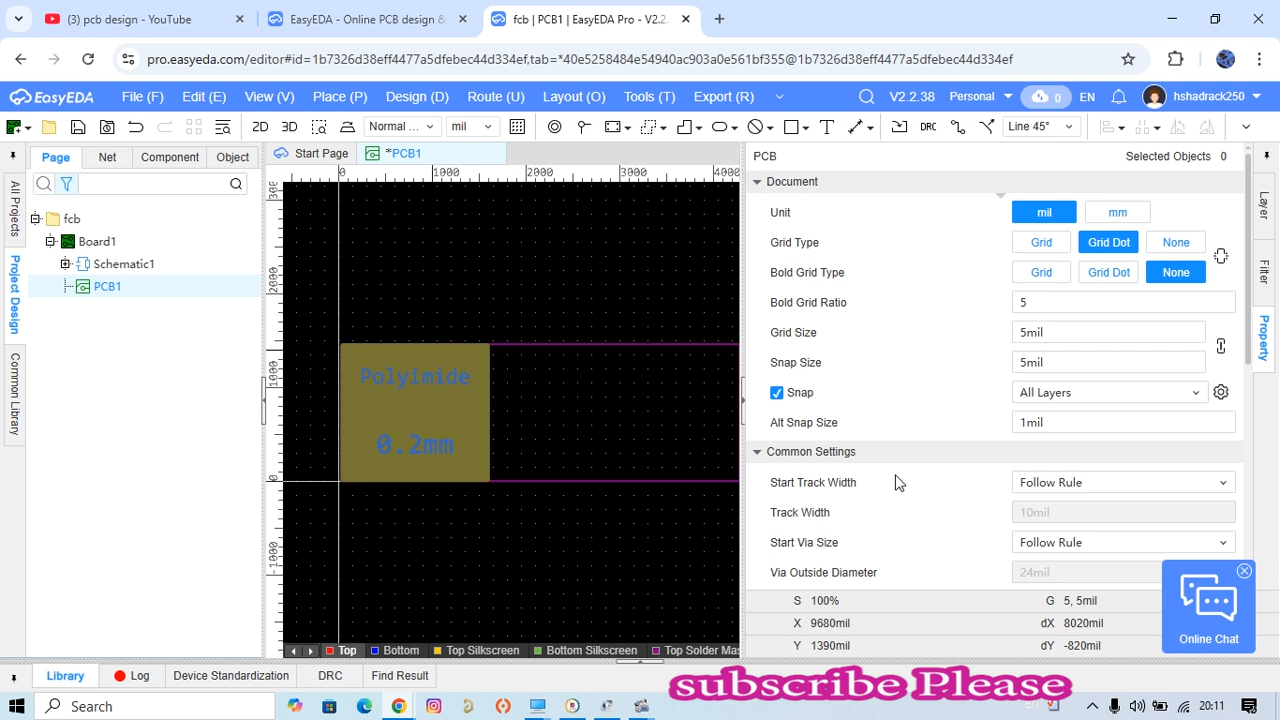 (3) pcb design - YouTube
EasyEDA - Online PCB design &
fcb | PCB1 | EasyEDA Pro - V2.2.
pro.easyeda.com/editor#id=1b7326d38eff4477a5dfebec44d313ef,tab=*40e5258484e54940ac903a0e561bf355@1b7326d38eff4477a5dfebec44d313ef
EasyEDA
File (F)
Edit (E)
View (V)
Place (P)
Design (D)
Route (U)
Layout (O)
Tools (T)
Export (R)
V2.2.38
Personal
0
EN
hshadrack250
2D
3D
Normal ...
mil
DRC
Line 45°
Page
Net
Component
Object
Start Page
*PCB1
PCB
Selected Objects 0
All Projects
Project Design
Common Library
fcb
Board1
Schematic1
PCB1
0
1000
2000
3000
4000
300
2000
1000
0
-1000
Polyimide
0.2mm
Document
Unit
mil
mm
Grid Type
Grid
Grid Dot
None
Bold Grid Type
Grid
Grid Dot
None
Bold Grid Ratio
5
Grid Size
5mil
Snap Size
5mil
Snap
All Layers
Alt Snap Size
1mil
Common Settings
Start Track Width
Follow Rule
Track Width
10mil
Start Via Size
Follow Rule
Via Outside Diameter
24mil
S 100%
G 5, 5mil
X 9680mil
dX 8020mil
Y 1390mil
dY -820mil
Layer
Filter
Property
Online Chat
Top
Bottom
Top Silkscreen
Bottom Silkscreen
Top Solder Mas
Library
Log
Device Standardization
DRC
Find Result
subscribe Please
Search
20:11